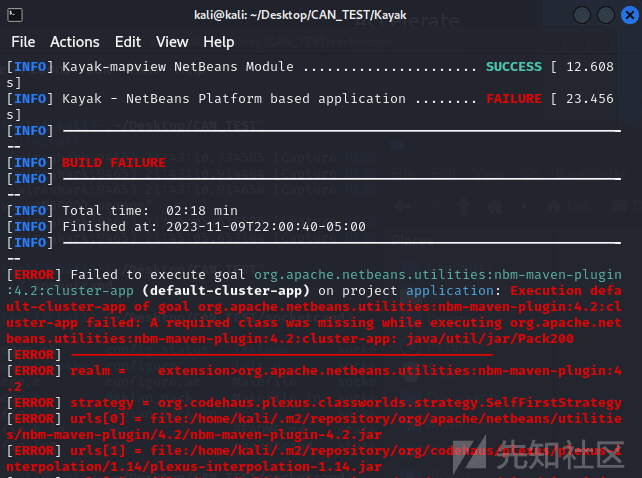 kali@kali: ~/Desktop/CAN_TEST/Kayak
File Actions Edit View Help
[INFO] Kayak-mapview NetBeans Module ...................... SUCCESS [ 12.608
s]
[INFO] Kayak - NetBeans Platform based application ........ FAILURE [ 23.456
s]
[INFO] ------------------------------------------------------------------------
--
[INFO] BUILD FAILURE
[INFO] ------------------------------------------------------------------------
--
[INFO] Total time:  02:18 min
[INFO] Finished at: 2023-11-09T22:00:40-05:00
[INFO] ------------------------------------------------------------------------
--
[ERROR] Failed to execute goal org.apache.netbeans.utilities:nbm-maven-plugin
:4.2:cluster-app (default-cluster-app) on project application: Execution defa
ult-cluster-app of goal org.apache.netbeans.utilities:nbm-maven-plugin:4.2:cl
uster-app failed: A required class was missing while executing org.apache.net
beans.utilities:nbm-maven-plugin:4.2:cluster-app: java/util/jar/Pack200
[ERROR] -----------------------------------------------------
[ERROR] realm =    extension>org.apache.netbeans.utilities:nbm-maven-plugin:4
.2
[ERROR] strategy = org.codehaus.plexus.classworlds.strategy.SelfFirstStrategy
[ERROR] urls[0] = file:/home/kali/.m2/repository/org/apache/netbeans/utilitie
s/nbm-maven-plugin/4.2/nbm-maven-plugin-4.2.jar
[ERROR] urls[1] = file:/home/kali/.m2/repository/org/codehaus/plexus/plexus-i
nterpolation/1.14/plexus-interpolation-1.14.jar
先知社区